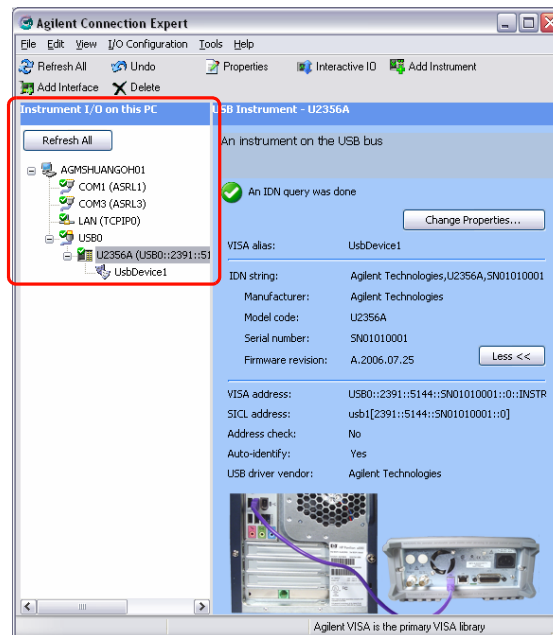 Agilent Connection Expert
File Edit View I/O Configuration Tools Help
Refresh All Undo Properties Interactive IO Add Instrument
Add Interface Delete
Instrument I/O on this PC
Refresh All
AGMSHUANGOH01
COM1 (ASRL1)
COM3 (ASRL3)
LAN (TCPIP0)
USB0
U2356A (USB0::2391::51
UsbDevice1
USB Instrument - U2356A
An instrument on the USB bus
An IDN query was done
Change Properties...
VISA alias: UsbDevice1
IDN string: Agilent Technologies,U2356A,SN01010001
Manufacturer: Agilent Technologies
Model code: U2356A
Serial number: SN01010001
Firmware revision: A.2006.07.25
Less <<
VISA address: USB0::2391::5144::SN01010001::0::INSTR
SICL address: usb1[2391::5144::SN01010001::0]
Address check: No
Auto-identify: Yes
USB driver vendor: Agilent Technologies
Agilent VISA is the primary VISA library